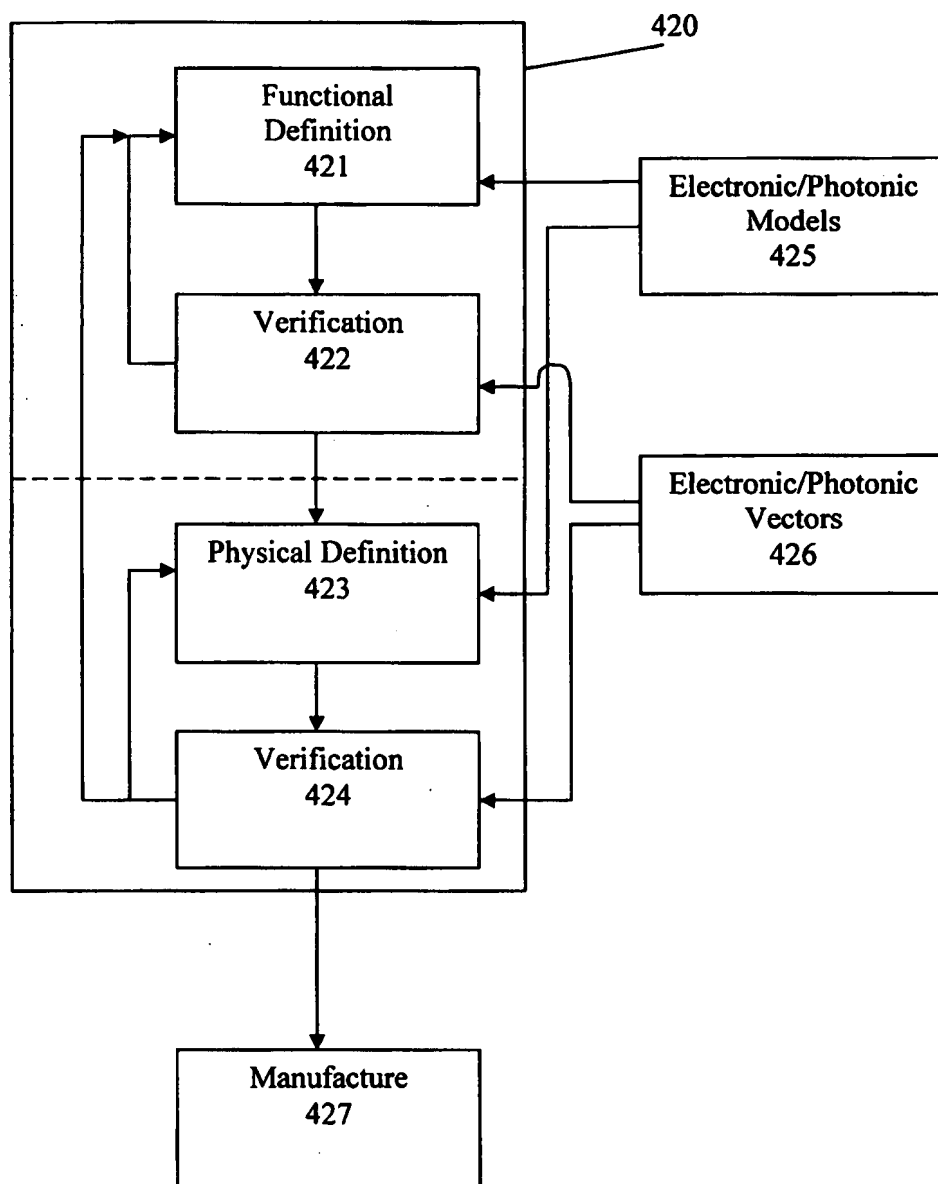 420
Functional
Definition
421
Electronic/Photonic
Models
425
Verification
422
Electronic/Photonic
Vectors
426
Physical Definition
423
Verification
424
Manufacture
427